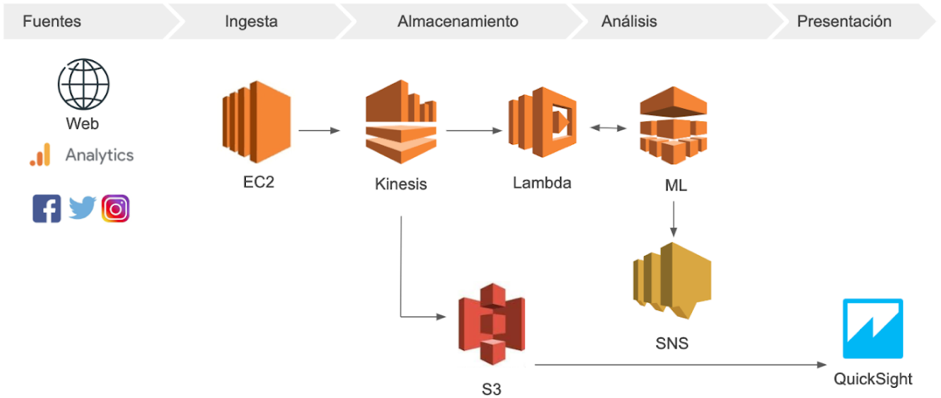 Fuentes
Ingesta
Almacenamiento
Análisis
Presentación
Web
Analytics
EC2
Kinesis
Lambda
ML
SNS
S3
QuickSight